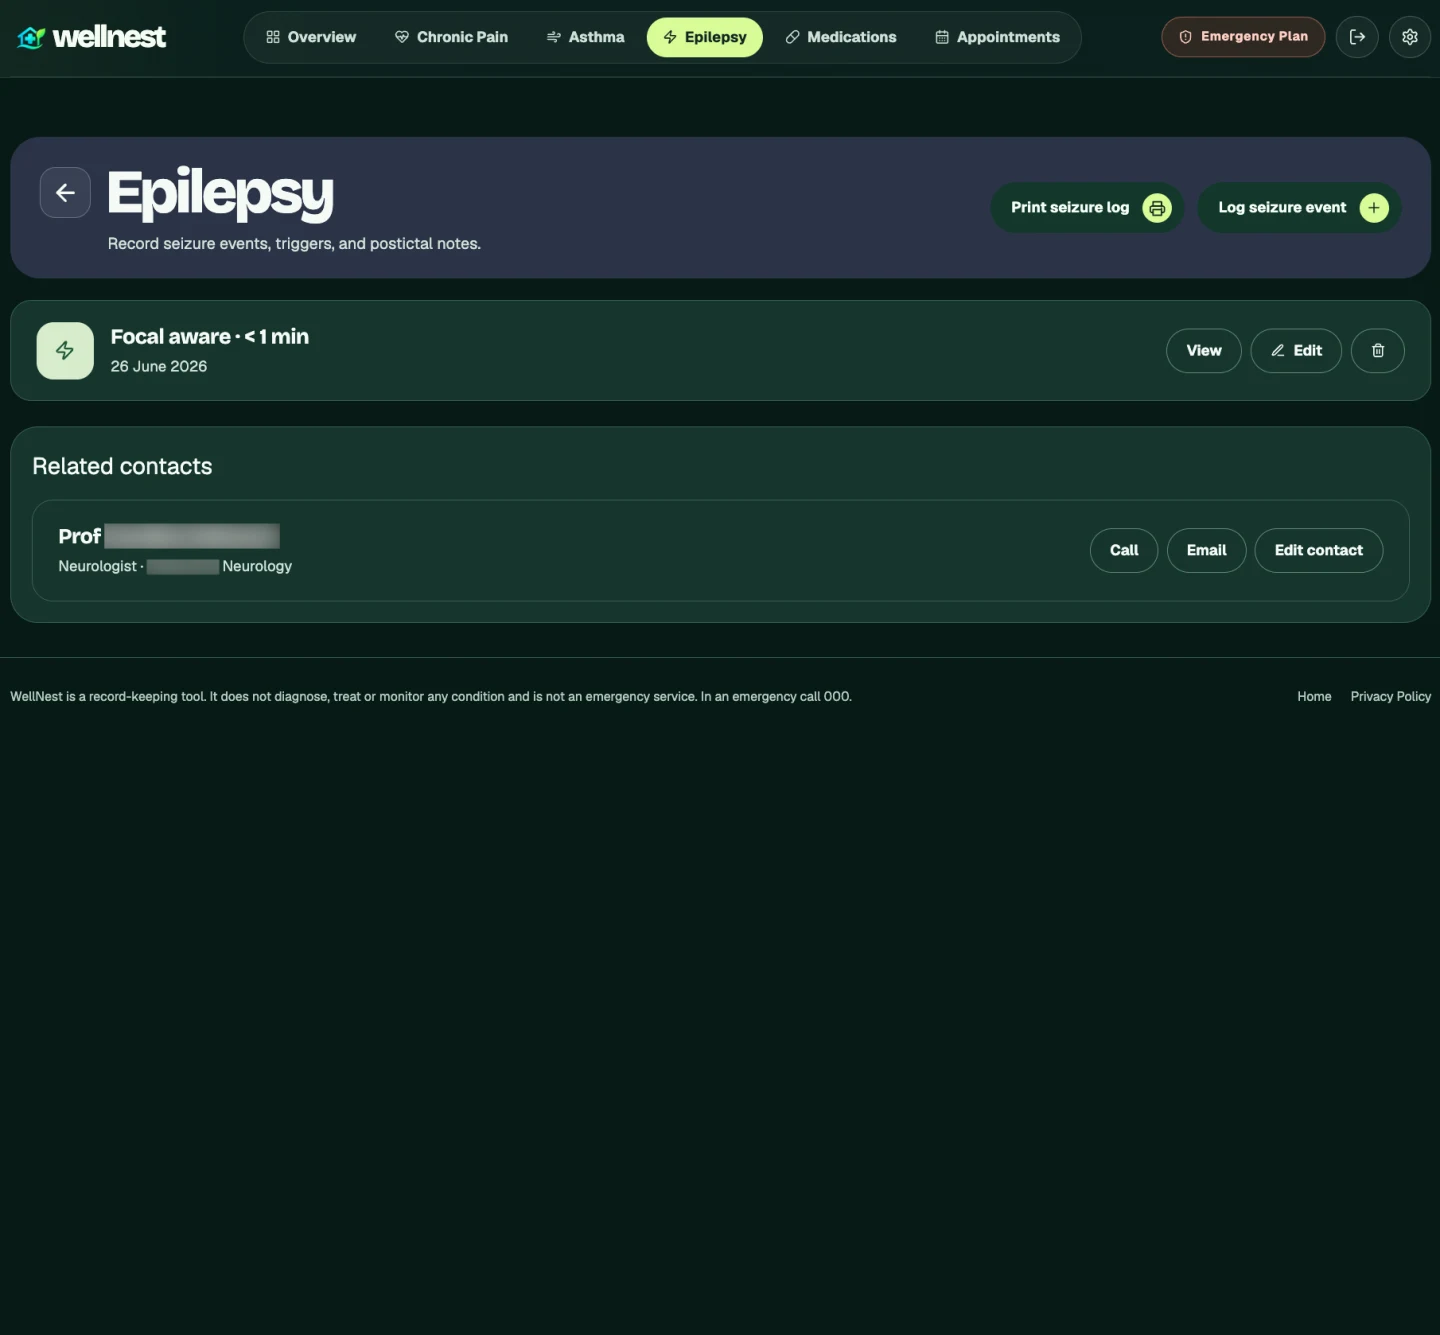 wellnest
Overview
Chronic Pain
Asthma
Epilepsy
Medications
Appointments
Emergency Plan
Epilepsy
Record seizure events, triggers, and postictal notes.
Print seizure log
Log seizure event
Focal aware · < 1 min
26 June 2026
View
Edit
Related contacts
Prof
Neurologist · Neurology
Call
Email
Edit contact
WellNest is a record-keeping tool. It does not diagnose, treat or monitor any condition and is not an emergency service. In an emergency call 000.
Home
Privacy Policy